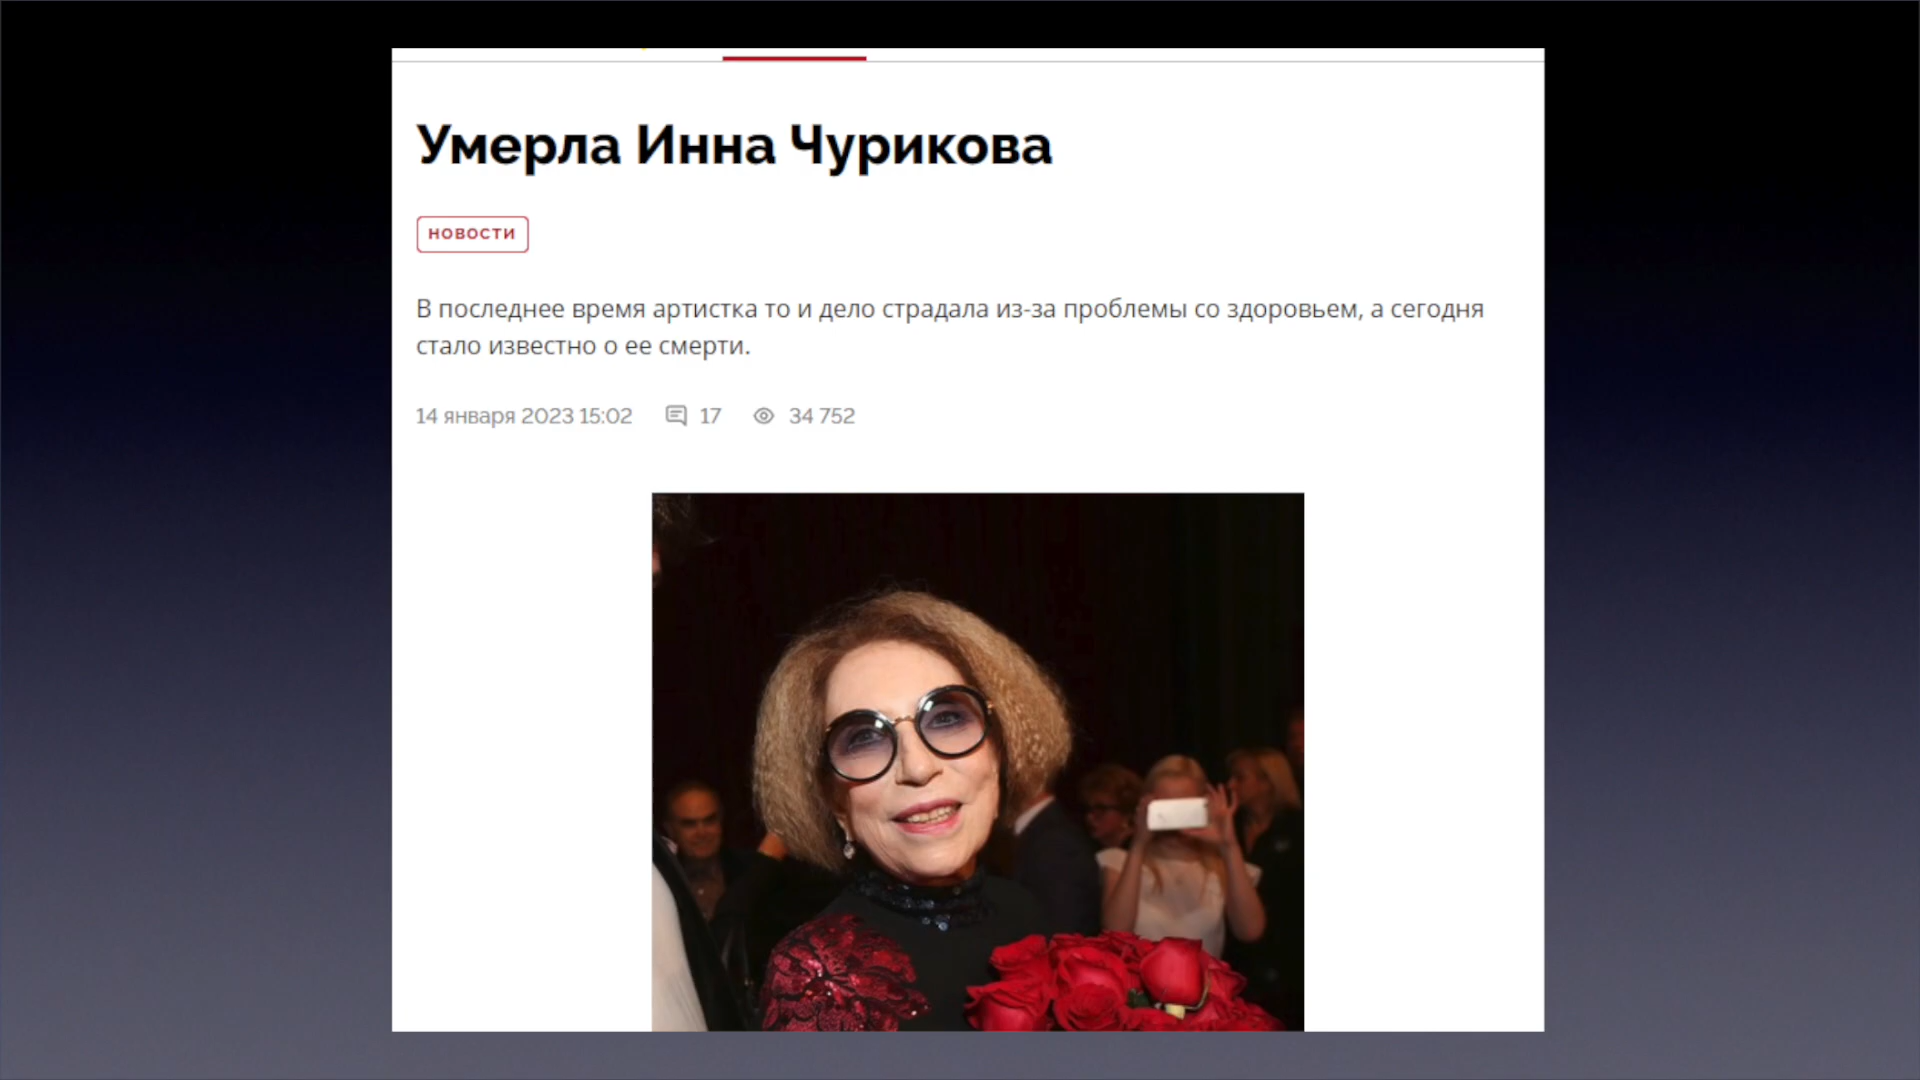 Умерла Инна Чурикова
НОВОСТИ
В последнее время артистка то и дело страдала из-за проблемы со здоровьем, а сегодня
стало известно о ее смерти.
14 января 2023 15:02 17 34 752